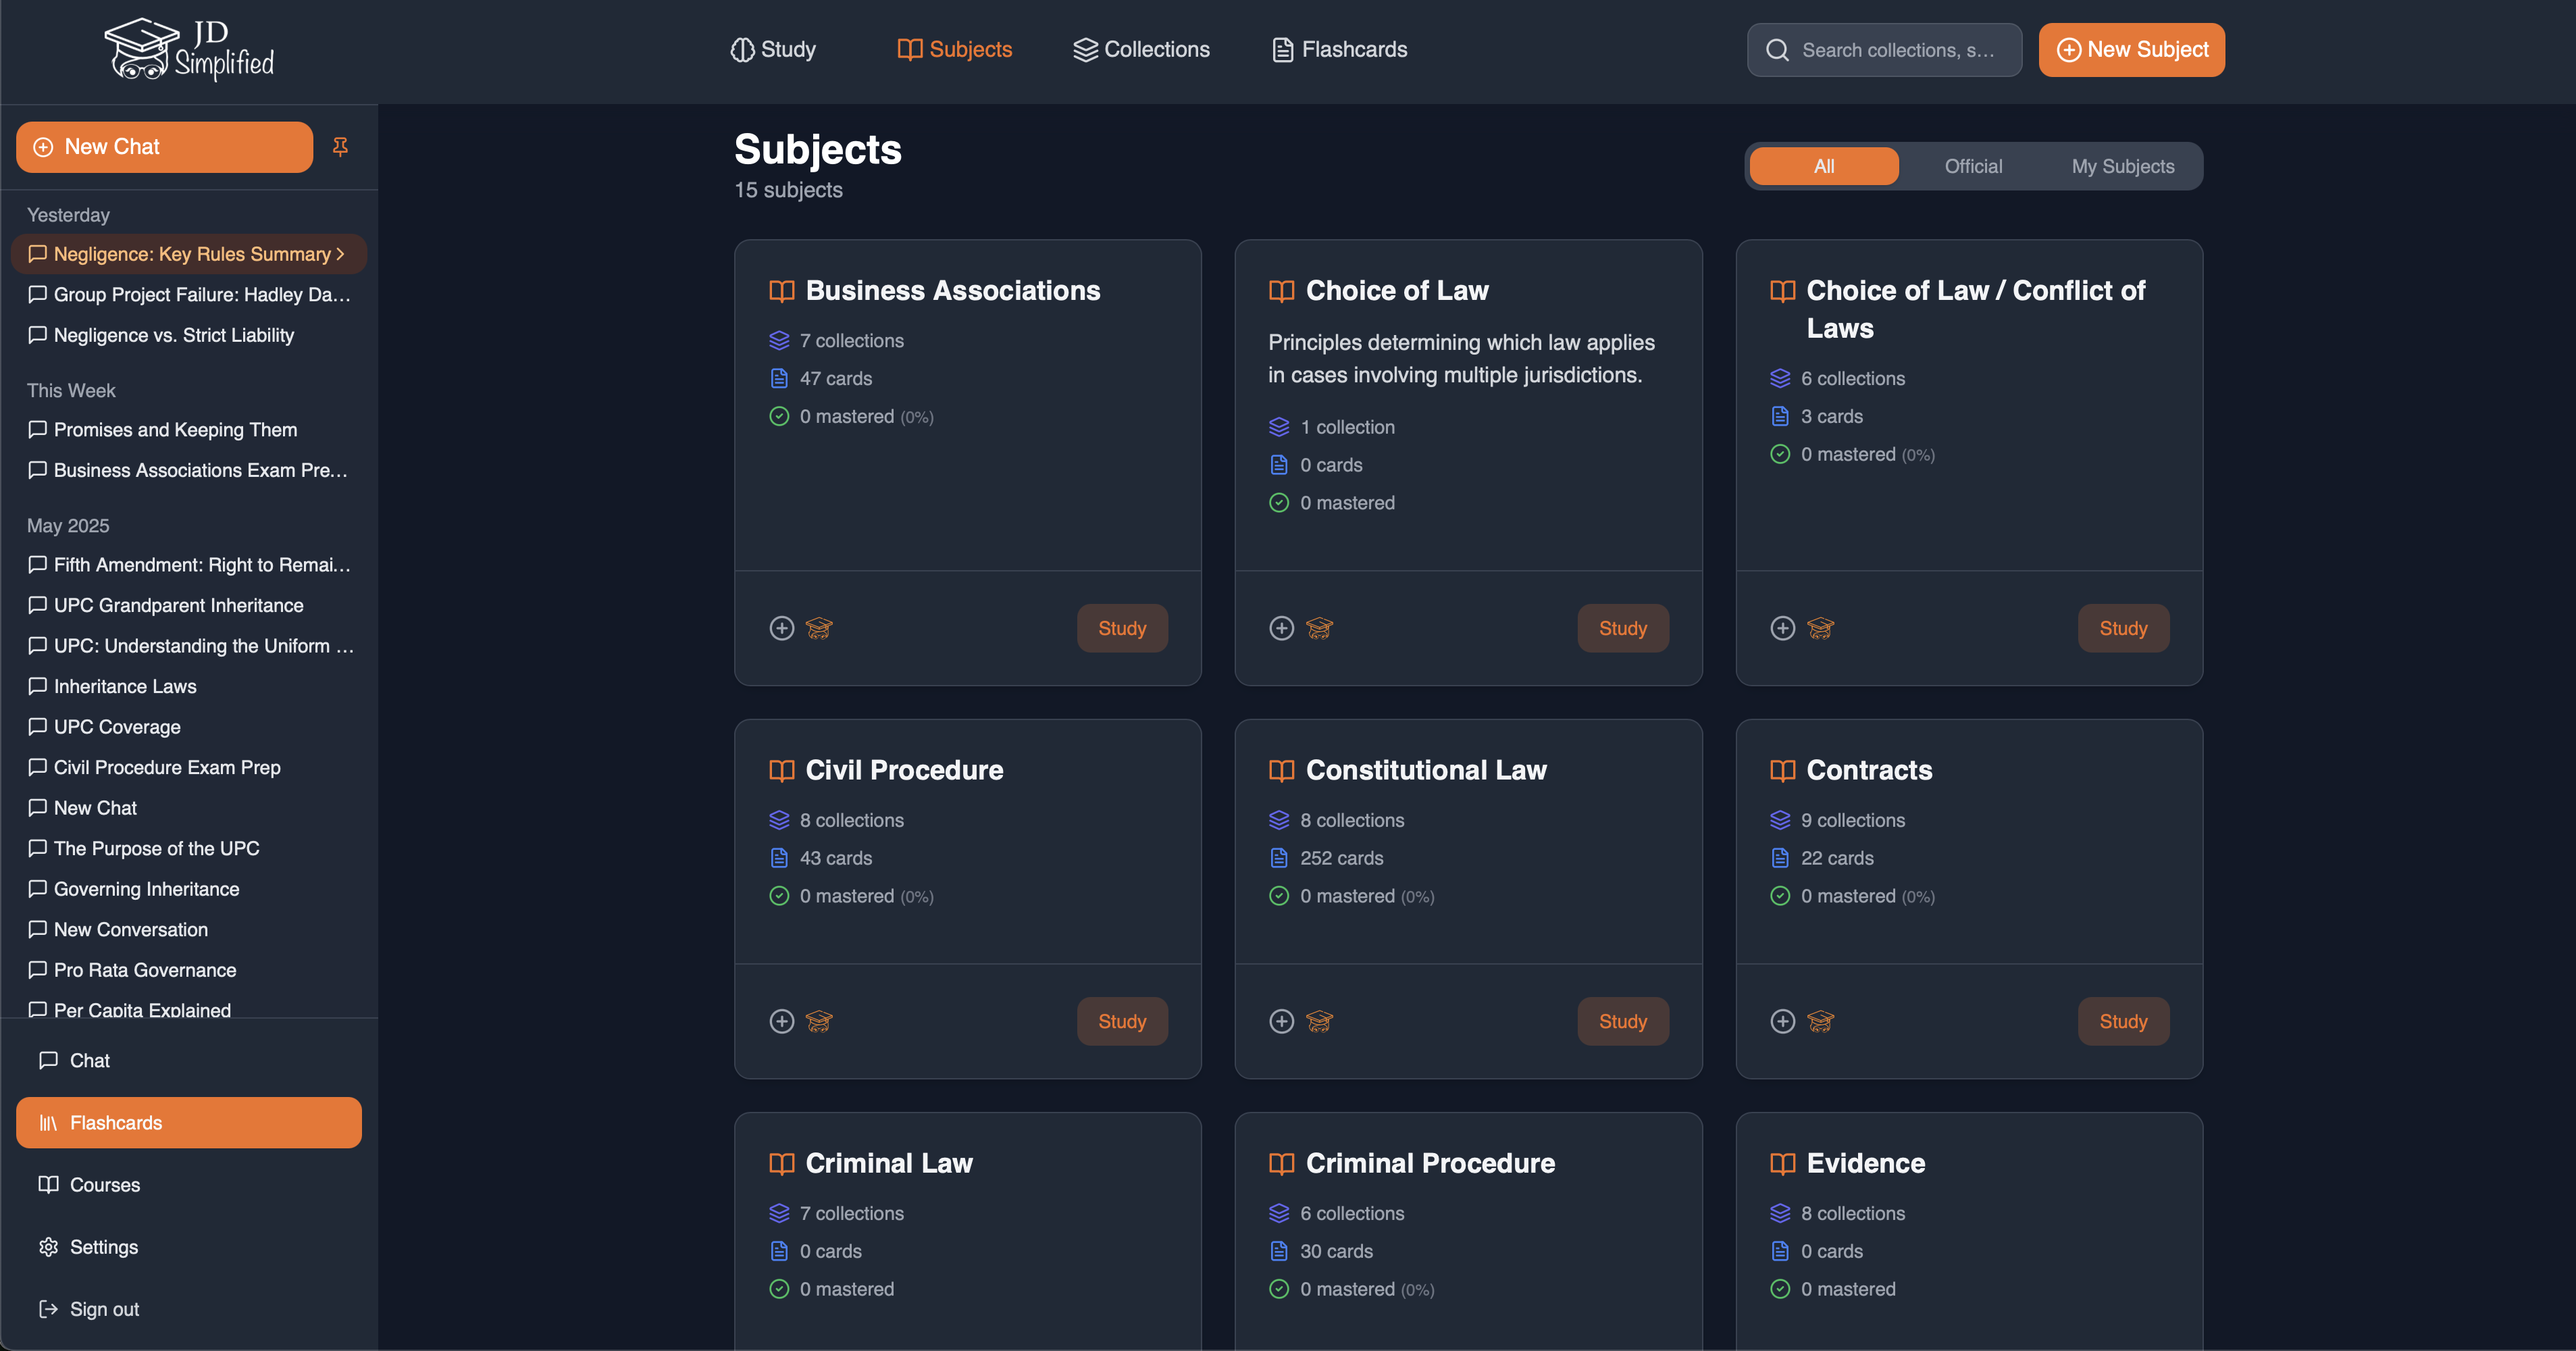 JD
Simplified
Study
Subjects
Collections
Flashcards
Search collections, s...
New Subject
New Chat
Yesterday
Negligence: Key Rules Summary
Group Project Failure: Hadley Da...
Negligence vs. Strict Liability
This Week
Promises and Keeping Them
Business Associations Exam Pre...
May 2025
Fifth Amendment: Right to Remai...
UPC Grandparent Inheritance
UPC: Understanding the Uniform ...
Inheritance Laws
UPC Coverage
Civil Procedure Exam Prep
New Chat
The Purpose of the UPC
Governing Inheritance
New Conversation
Pro Rata Governance
Per Capita Explained
Chat
Flashcards
Courses
Settings
Sign out
Subjects
15 subjects
All
Official
My Subjects
Business Associations
7 collections
47 cards
0 mastered (0%)
Study
Choice of Law
Principles determining which law applies
in cases involving multiple jurisdictions.
1 collection
0 cards
0 mastered
Study
Choice of Law / Conflict of
Laws
6 collections
3 cards
0 mastered (0%)
Study
Civil Procedure
8 collections
43 cards
0 mastered (0%)
Study
Constitutional Law
8 collections
252 cards
0 mastered (0%)
Study
Contracts
9 collections
22 cards
0 mastered (0%)
Study
Criminal Law
7 collections
0 cards
0 mastered
Criminal Procedure
6 collections
30 cards
0 mastered (0%)
Evidence
8 collections
0 cards
0 mastered